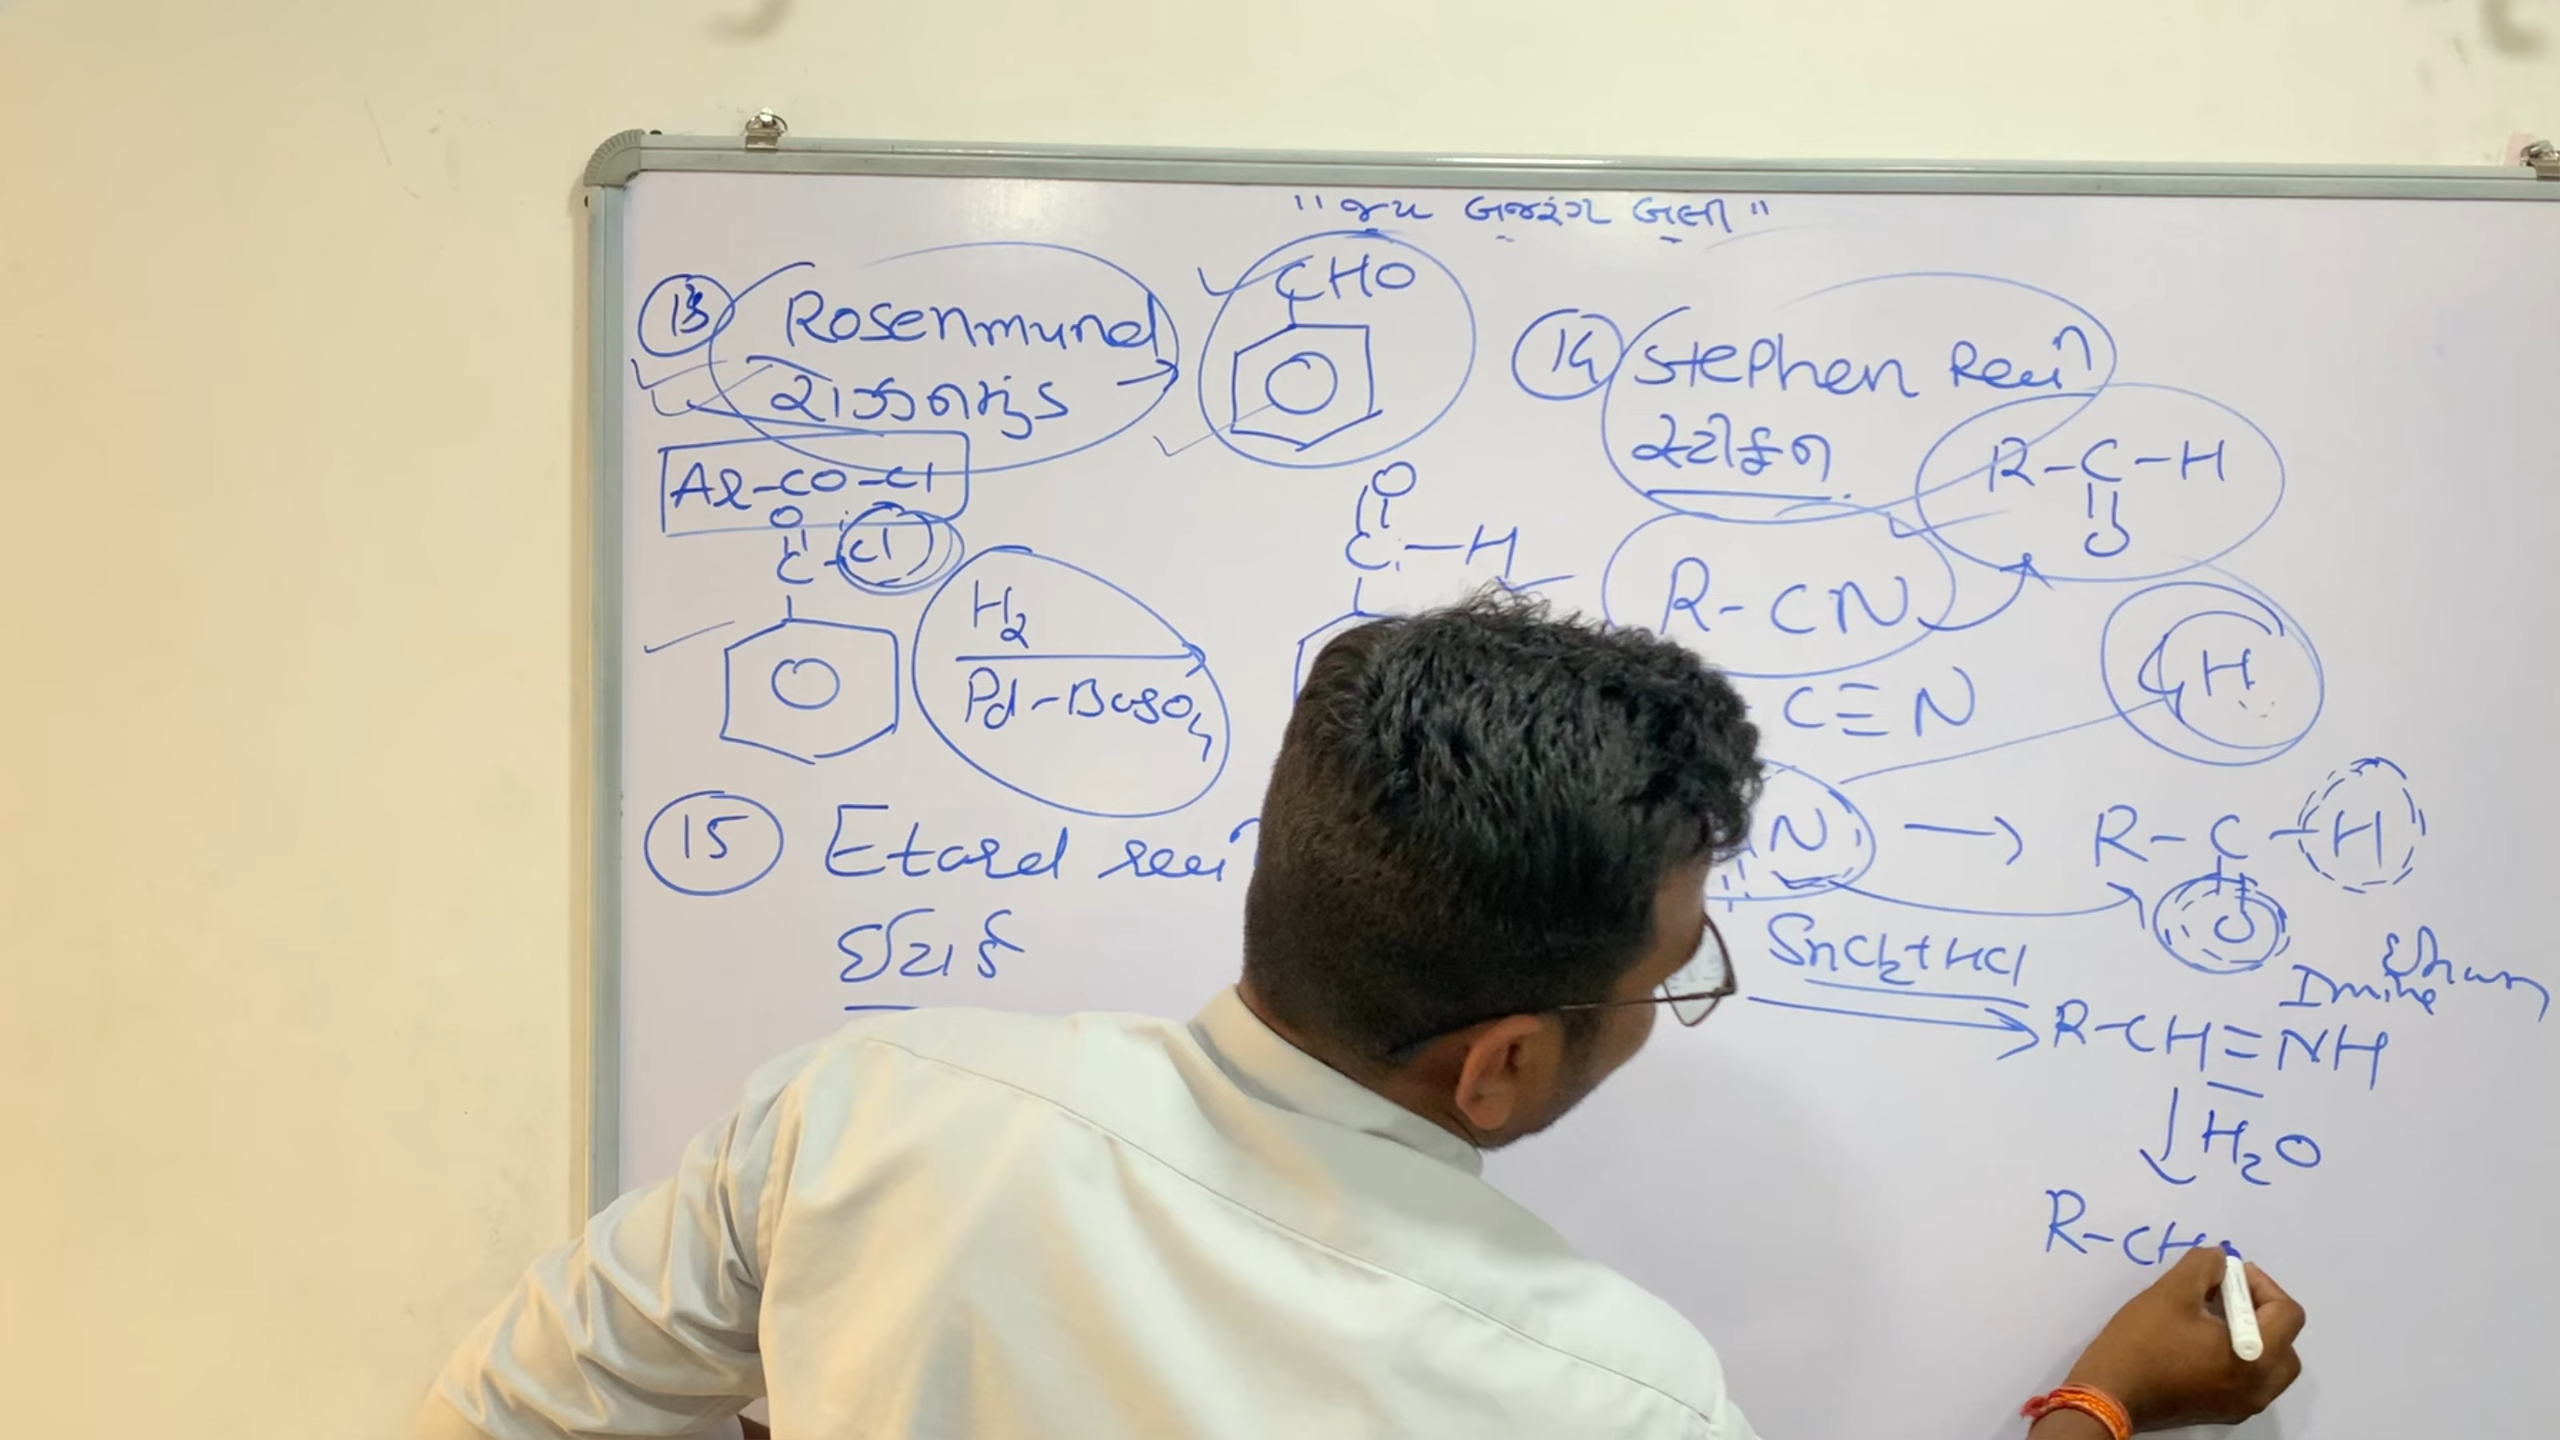 "જય બજરંગ બલી"
13 Rosenmund
રોઝનમુંડ
Ar-CO-Cl
O
C-Cl
H2
Pd-BaSO4
CHO
O
C-H
14 Stephen Reaⁿ
સ્ટીફન
R-C-H
O
R-CN
C≡N
H
N → R-C-H
O
SnCl2+HCl
Imine
R-CH=NH
H2O
R-CH
15 Etard reaⁿ
ઈટાર્ડ